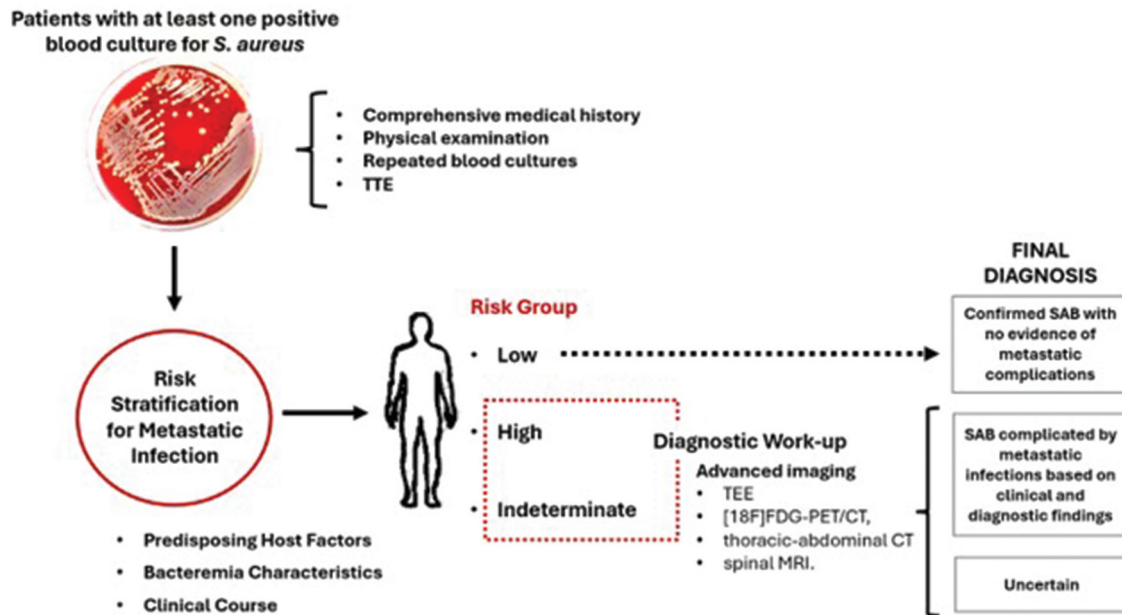 Patients with at least one positive
blood culture for S. aureus
• Comprehensive medical history
• Physical examination
• Repeated blood cultures
• TTE
Risk
Stratification
for Metastatic
Infection
• Predisposing Host Factors
• Bacteremia Characteristics
• Clinical Course
Risk Group
• Low
• High
• Indeterminate
Diagnostic Work-up
Advanced imaging
• TEE
• [18F]FDG-PET/CT,
• thoracic-abdominal CT
• spinal MRI.
FINAL
DIAGNOSIS
Confirmed SAB with
no evidence of
metastatic
complications
SAB complicated by
metastatic
infections based on
clinical and
diagnostic findings
Uncertain